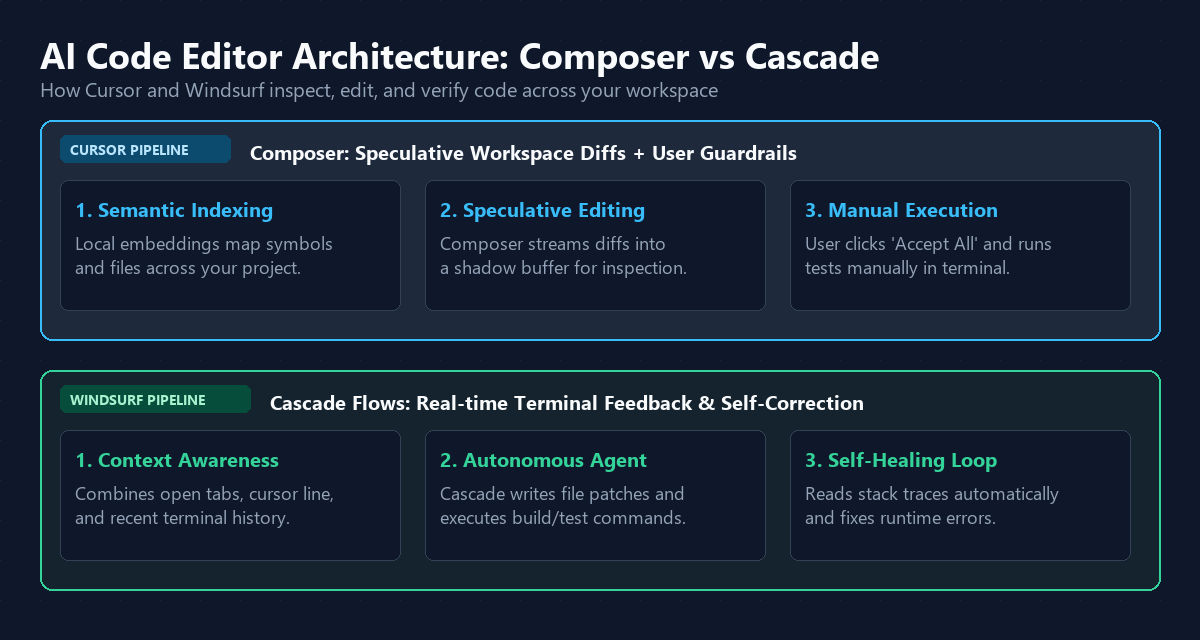 AI Code Editor Architecture: Composer vs Cascade
How Cursor and Windsurf inspect, edit, and verify code across your workspace
CURSOR PIPELINE
Composer: Speculative Workspace Diffs + User Guardrails
1. Semantic Indexing
Local embeddings map symbols
and files across your project.
2. Speculative Editing
Composer streams diffs into
a shadow buffer for inspection.
3. Manual Execution
User clicks 'Accept All' and runs
tests manually in terminal.
WINDSURF PIPELINE
Cascade Flows: Real-time Terminal Feedback & Self-Correction
1. Context Awareness
Combines open tabs, cursor line,
and recent terminal history.
2. Autonomous Agent
Cascade writes file patches and
executes build/test commands.
3. Self-Healing Loop
Reads stack traces automatically
and fixes runtime errors.